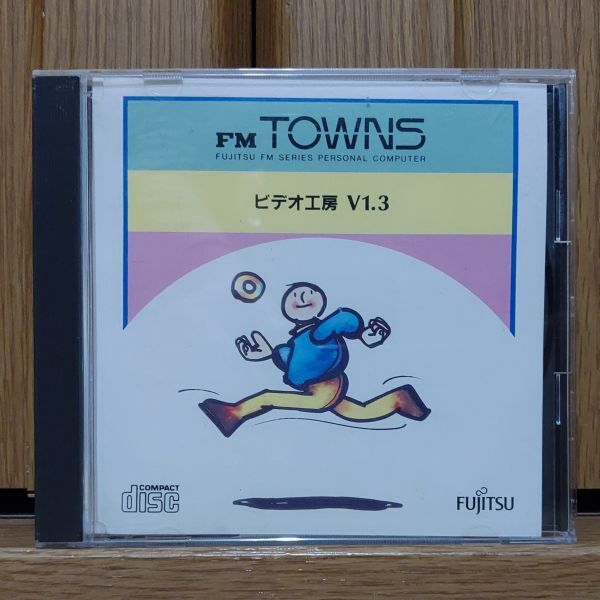 FM TOWNS
FUJITSU FM SERIES PERSONAL COMPUTER
ビデオ工房 V1.3
COMPACT
disc
FUJITSU